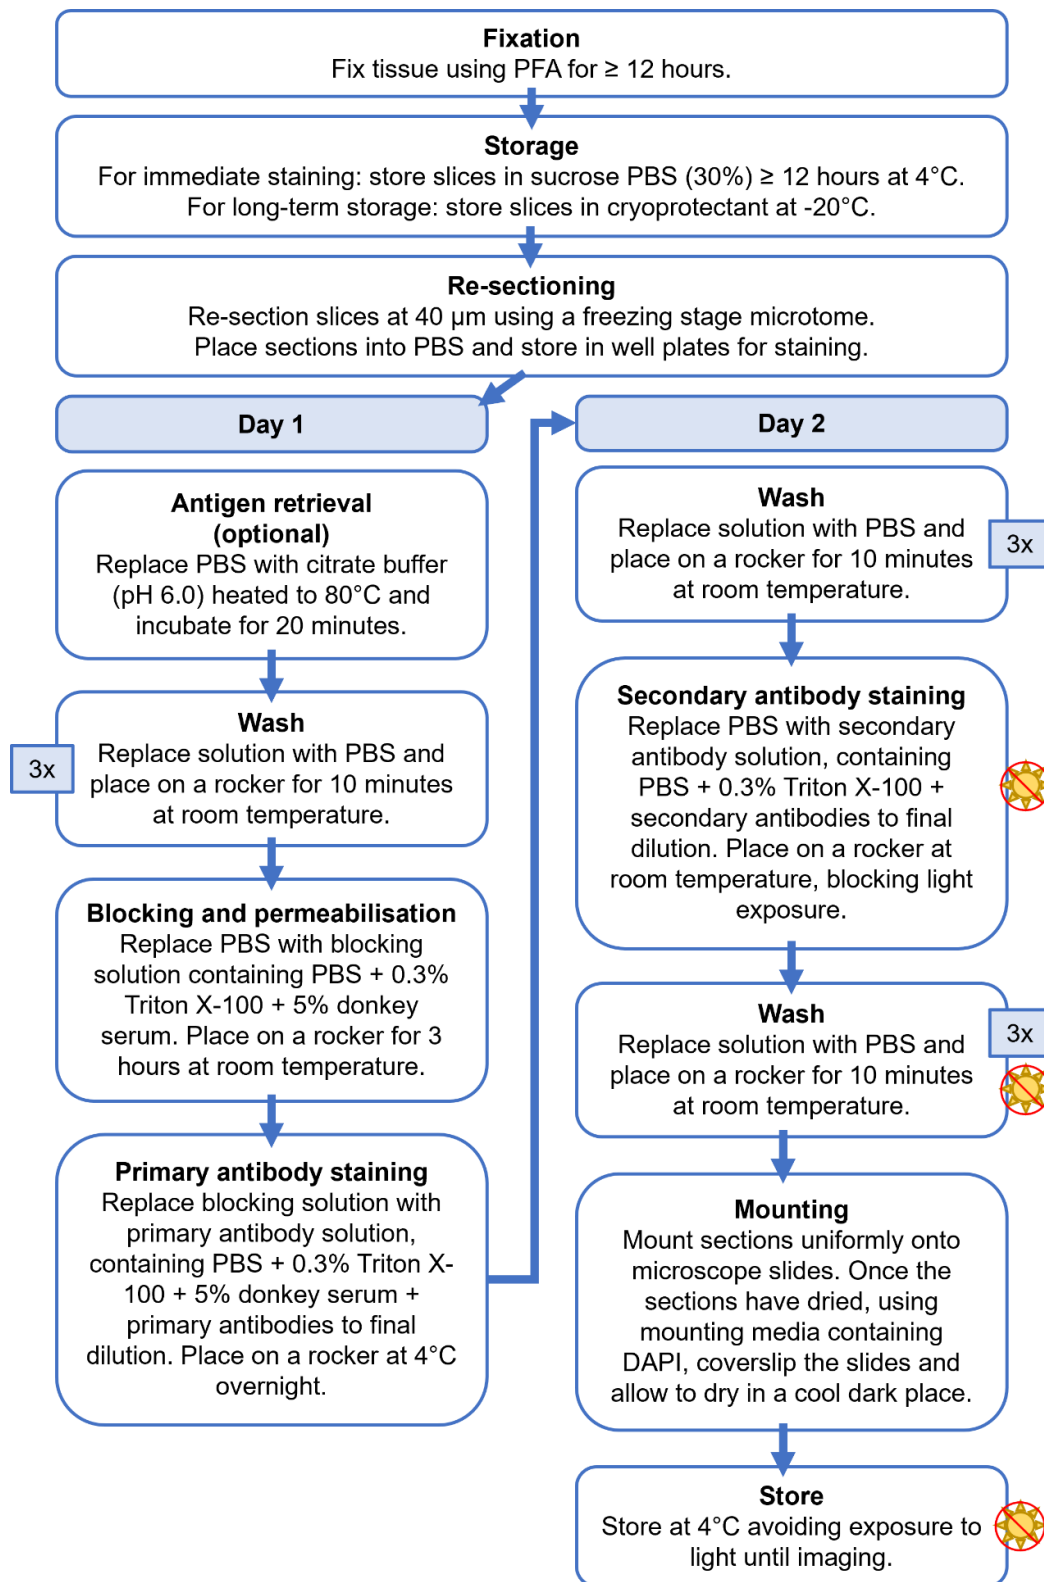 Fixation
Fix tissue using PFA for ≥ 12 hours.
Storage
For immediate staining: store slices in sucrose PBS (30%) ≥ 12 hours at 4°C.
For long-term storage: store slices in cryoprotectant at -20°C.
Re-sectioning
Re-section slices at 40 µm using a freezing stage microtome.
Place sections into PBS and store in well plates for staining.
Day 1
Antigen retrieval
(optional)
Replace PBS with citrate buffer
(pH 6.0) heated to 80°C and
incubate for 20 minutes.
3x
Wash
Replace solution with PBS and
place on a rocker for 10 minutes
at room temperature.
Blocking and permeabilisation
Replace PBS with blocking
solution containing PBS + 0.3%
Triton X-100 + 5% donkey
serum. Place on a rocker for 3
hours at room temperature.
Primary antibody staining
Replace blocking solution with
primary antibody solution,
containing PBS + 0.3% Triton X-
100 + 5% donkey serum +
primary antibodies to final
dilution. Place on a rocker at 4°C
overnight.
Day 2
Wash
Replace solution with PBS and
place on a rocker for 10 minutes
at room temperature.
3x
Secondary antibody staining
Replace PBS with secondary
antibody solution, containing
PBS + 0.3% Triton X-100 +
secondary antibodies to final
dilution. Place on a rocker at
room temperature, blocking light
exposure.
Wash
Replace solution with PBS and
place on a rocker for 10 minutes
at room temperature.
3x
Mounting
Mount sections uniformly onto
microscope slides. Once the
sections have dried, using
mounting media containing
DAPI, coverslip the slides and
allow to dry in a cool dark place.
Store
Store at 4°C avoiding exposure to
light until imaging.